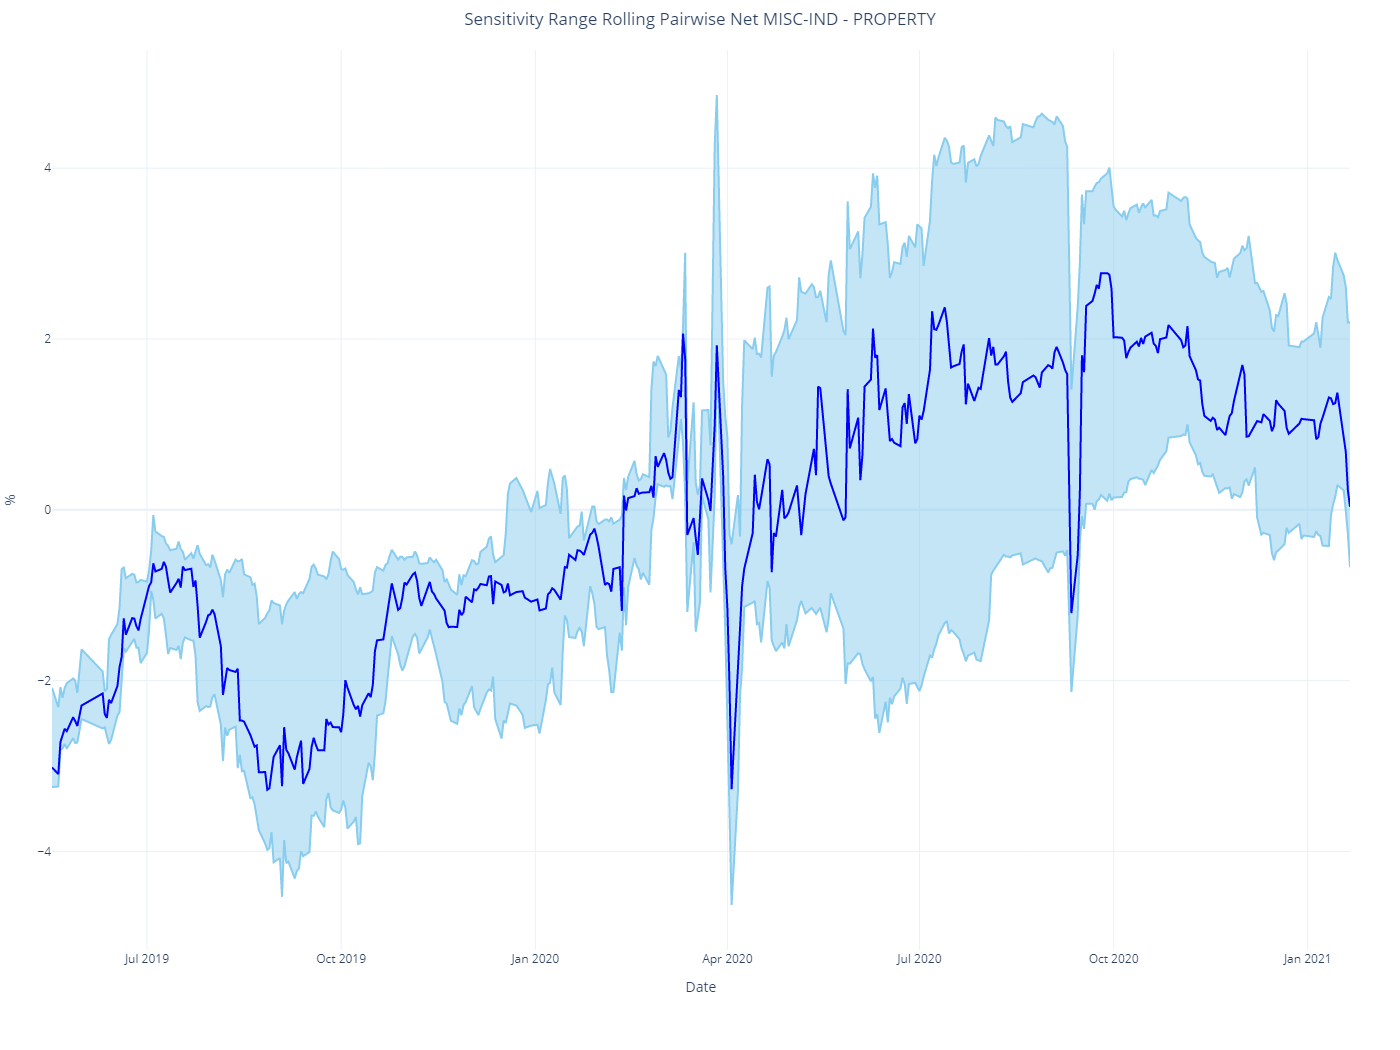 Sensitivity Range Rolling Pairwise Net MISC-IND - PROPERTY
4
2
0
−2
−4
%
Jul 2019
Oct 2019
Jan 2020
Apr 2020
Jul 2020
Oct 2020
Jan 2021
Date